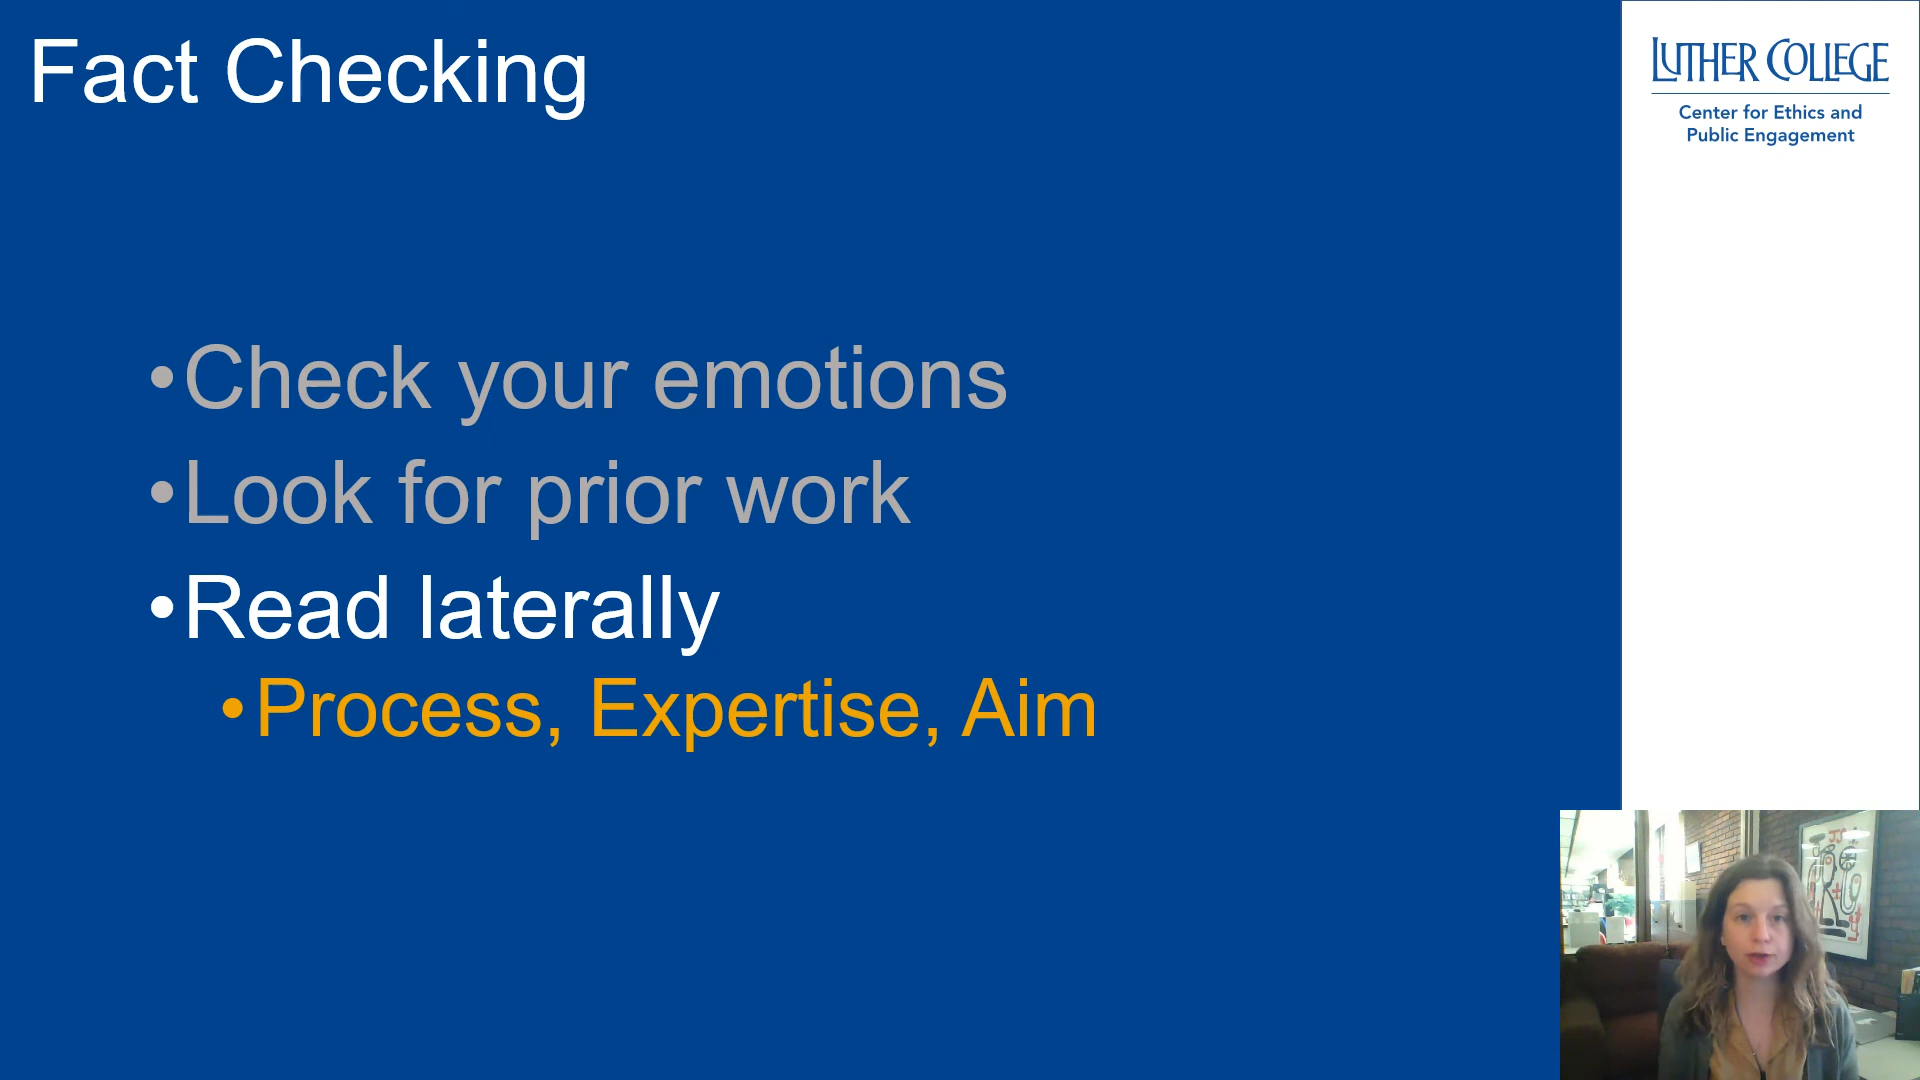 Fact Checking
LUTHER COLLEGE
Center for Ethics and
Public Engagement
•Check your emotions
•Look for prior work
•Read laterally
•Process, Expertise, Aim